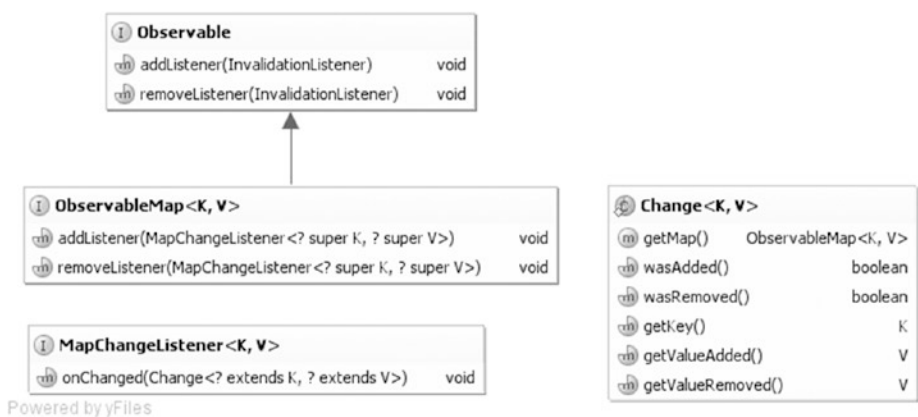 Observable
addListener(InvalidationListener) void
removeListener(InvalidationListener) void
ObservableMap<K, V>
addListener(MapChangeListener<? super K, ? super V>) void
removeListener(MapChangeListener<? super K, ? super V>) void
MapChangeListener<K, V>
onChanged(Change<? extends K, ? extends V>) void
Change<K, V>
getMap() ObservableMap<K, V>
wasAdded() boolean
wasRemoved() boolean
getKey() K
getValueAdded() V
getValueRemoved() V
Powered by yFiles